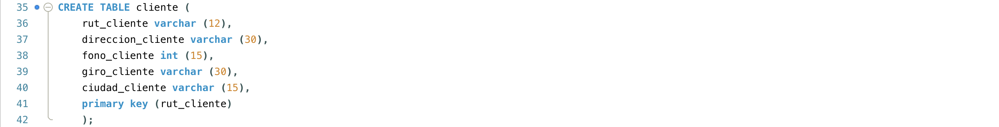 35 CREATE TABLE cliente (
36 rut_cliente varchar (12),
37 direccion_cliente varchar (30),
38 fono_cliente int (15),
39 giro_cliente varchar (30),
40 ciudad_cliente varchar (15),
41 primary key (rut_cliente)
42 );